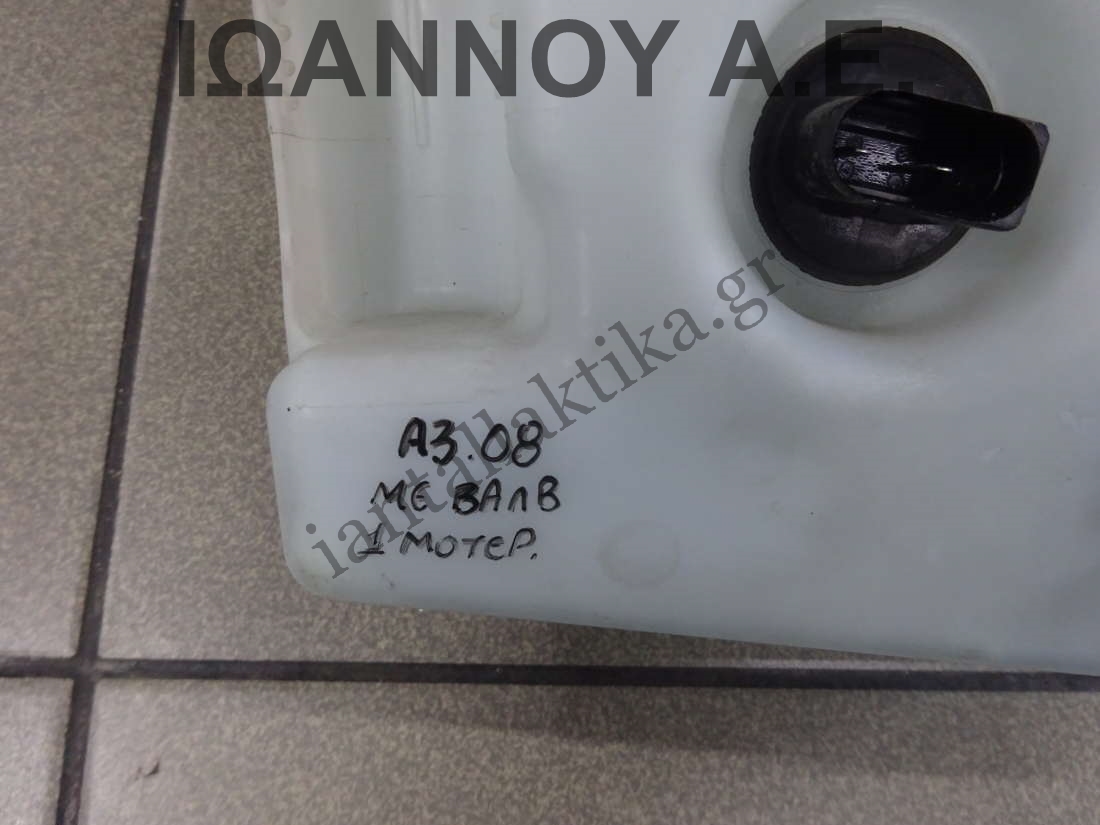 ΙΩΑΝΝΟΥ Α.Ε.
iantallaktika.gr
A3.08
ΜΕ ΒΑΛΒ
1 ΜΟΤΕΡ.